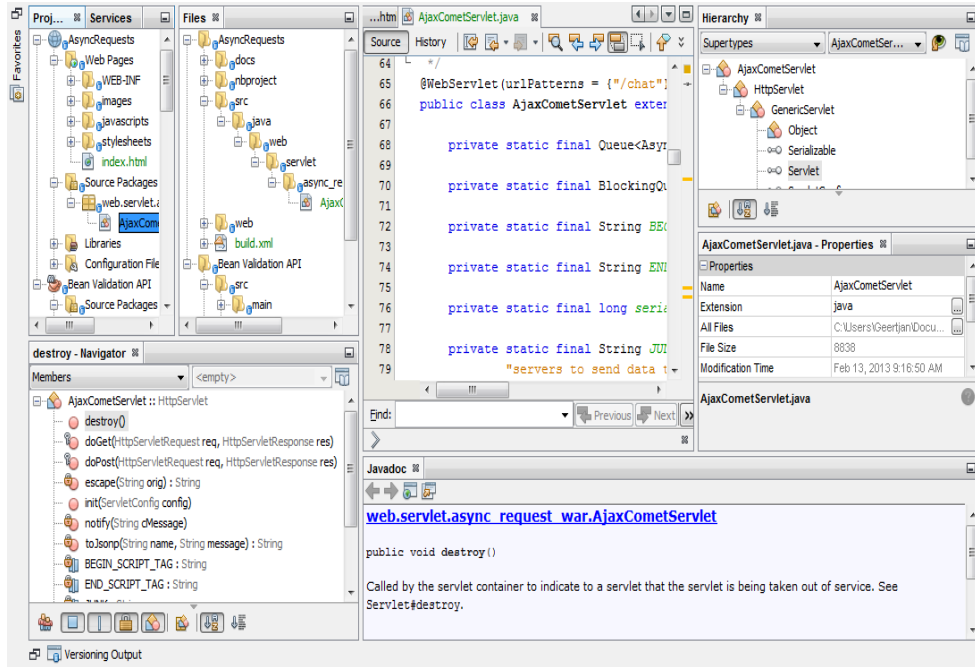 Favorites
Proj... Services
AsyncRequests
Web Pages
WEB-INF
images
javascripts
stylesheets
index.html
Source Packages
web.servlet.a
AjaxCom
Libraries
Configuration File
Bean Validation API
Source Packages
Files
AsyncRequests
docs
nbproject
src
java
web
servlet
async_re
AjaxC
web
build.xml
Bean Validation API
src
main
...htm AjaxCometServlet.java
Source History
64 */
65 @WebServlet(urlPatterns = {"/chat"}
66 public class AjaxCometServlet exter
67
68 private static final Queue<Asyn
69
70 private static final BlockingQu
71
72 private static final String BEG
73
74 private static final String END
75
76 private static final long seria
77
78 private static final String JUN
79 "servers to send data t
Find: Previous Next
Hierarchy
Supertypes AjaxCometSer...
AjaxCometServlet
HttpServlet
GenericServlet
Object
Serializable
Servlet
AjaxCometServlet.java - Properties
Properties
Name AjaxCometServlet
Extension java
All Files C:\Users\Geertjan\Docu...
File Size 8838
Modification Time Feb 13, 2013 9:16:50 AM
AjaxCometServlet.java
destroy - Navigator
Members <empty>
AjaxCometServlet :: HttpServlet
destroy()
doGet(HttpServletRequest req, HttpServletResponse res)
doPost(HttpServletRequest req, HttpServletResponse res)
escape(String orig) : String
init(ServletConfig config)
notify(String cMessage)
toJsonp(String name, String message) : String
BEGIN_SCRIPT_TAG : String
END_SCRIPT_TAG : String
Javadoc
web.servlet.async_request_war.AjaxCometServlet
public void destroy()
Called by the servlet container to indicate to a servlet that the servlet is being taken out of service. See
Servlet#destroy.
Versioning Output